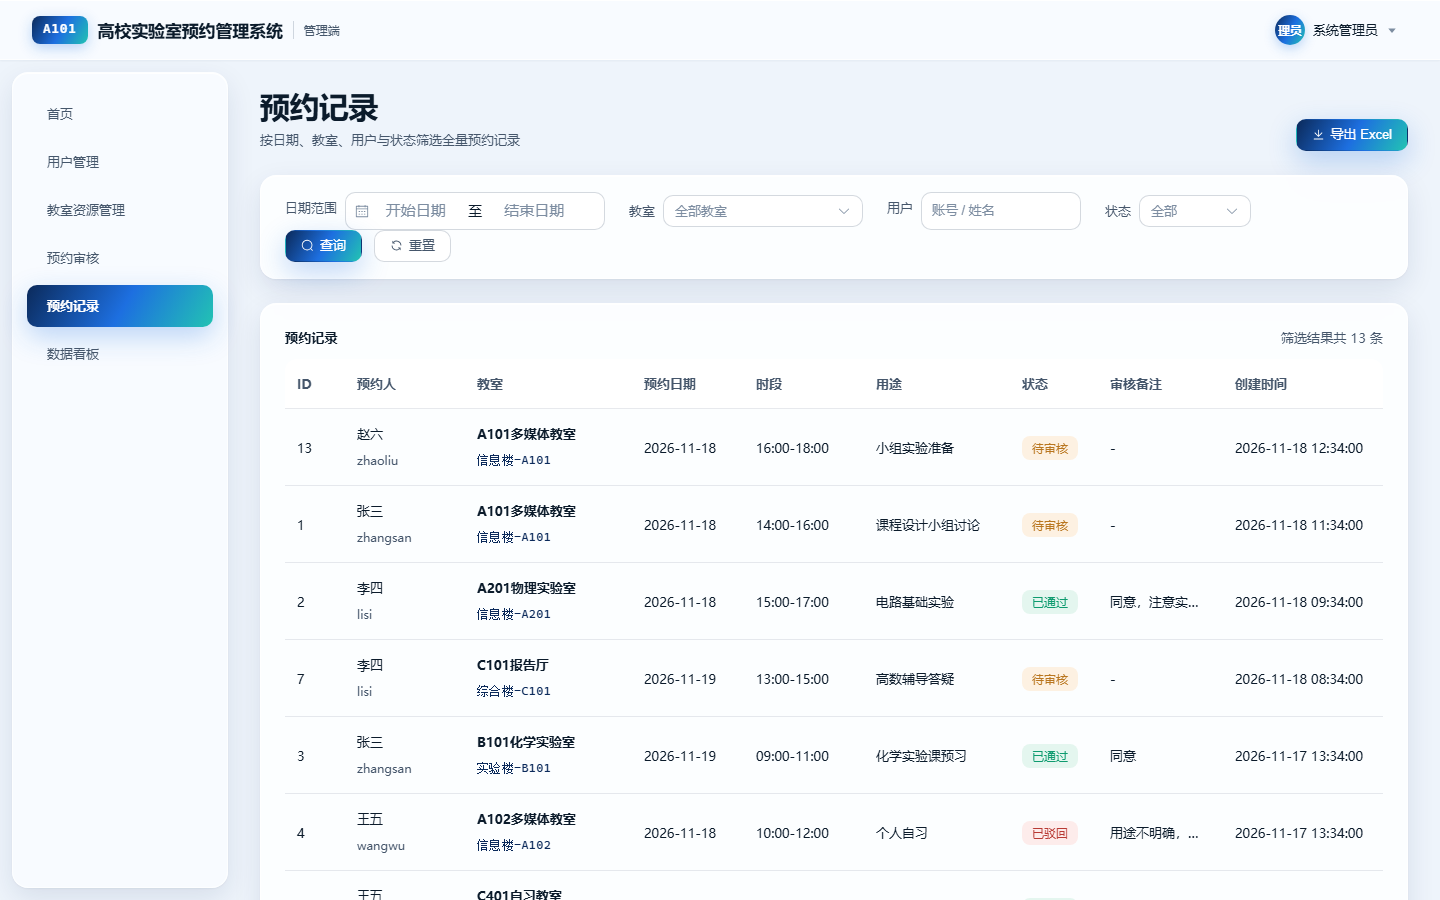 A101 高校实验室预约管理系统 管理端
理员 系统管理员
首页
用户管理
教室资源管理
预约审核
预约记录
数据看板
预约记录
按日期、教室、用户与状态筛选全量预约记录
导出 Excel
日期范围 开始日期 至 结束日期 教室 全部教室 用户 账号 / 姓名 状态 全部
查询 重置
预约记录 筛选结果共 13 条
ID 预约人 教室 预约日期 时段 用途 状态 审核备注 创建时间
13 赵六 zhaoliu A101多媒体教室 信息楼-A101 2026-11-18 16:00-18:00 小组实验准备 待审核 - 2026-11-18 12:34:00
1 张三 zhangsan A101多媒体教室 信息楼-A101 2026-11-18 14:00-16:00 课程设计小组讨论 待审核 - 2026-11-18 11:34:00
2 李四 lisi A201物理实验室 信息楼-A201 2026-11-18 15:00-17:00 电路基础实验 已通过 同意，注意实... 2026-11-18 09:34:00
7 李四 lisi C101报告厅 综合楼-C101 2026-11-19 13:00-15:00 高数辅导答疑 待审核 - 2026-11-18 08:34:00
3 张三 zhangsan B101化学实验室 实验楼-B101 2026-11-19 09:00-11:00 化学实验课预习 已通过 同意 2026-11-17 13:34:00
4 王五 wangwu A102多媒体教室 信息楼-A102 2026-11-18 10:00-12:00 个人自习 已驳回 用途不明确，... 2026-11-17 13:34:00
王五 C401自习教室